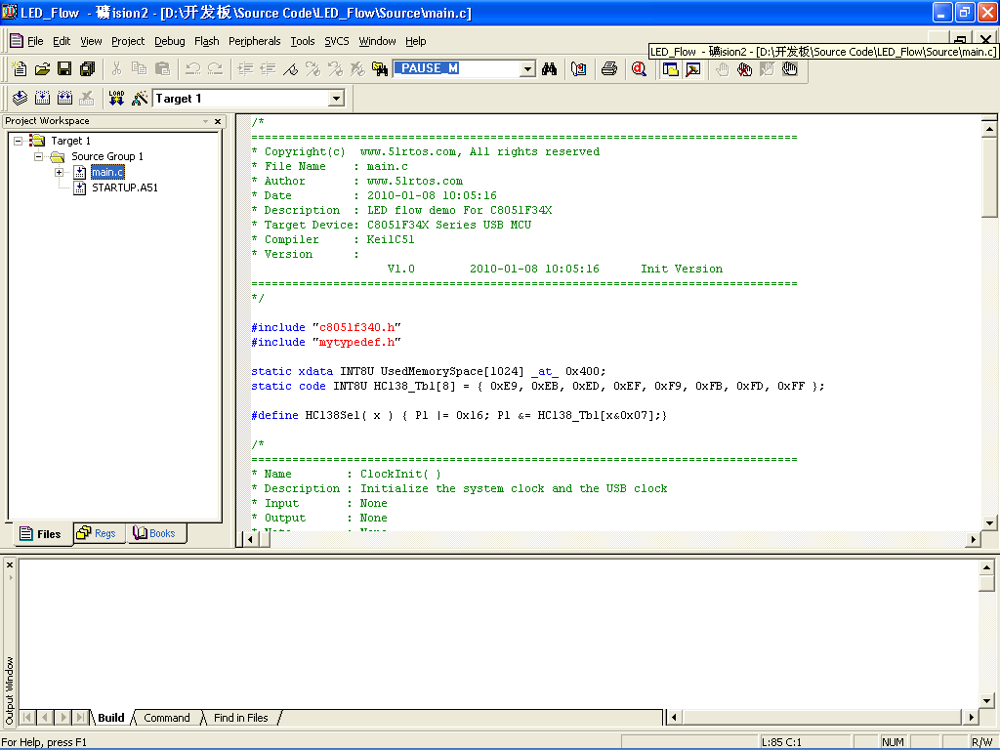 LED_Flow - 礦ision2 - [D:\开发板\Source Code\LED_Flow\Source\main.c]
File Edit View Project Debug Flash Peripherals Tools SVCS Window Help
LED_Flow - 礦ision2 - [D:\开发板\Source Code\LED_Flow\Source\main.c]
_PAUSE_M
LOAD
Target 1
Project Workspace
Target 1
Source Group 1
main.c
STARTUP.A51
Files Regs Books
/*
================================================================================
* Copyright(c)  www.51rtos.com, All rights reserved
* File Name    : main.c
* Author       : www.51rtos.com
* Date         : 2010-01-08 10:05:16
* Description  : LED flow demo For C8051F34X
* Target Device: C8051F34X Series USB MCU
* Compiler     : KeilC51
* Version      :
                    V1.0        2010-01-08 10:05:16      Init Version
================================================================================
*/
#include "c8051f340.h"
#include "mytypedef.h"
static xdata INT8U UsedMemorySpace[1024] _at_ 0x400;
static code INT8U HC138_Tbl[8] = { 0xE9, 0xEB, 0xED, 0xEF, 0xF9, 0xFB, 0xFD, 0xFF };
#define HC138Sel( x ) { P1 |= 0x16; P1 &= HC138_Tbl[x&0x07];}
/*
================================================================================
* Name        : ClockInit( )
* Description : Initialize the system clock and the USB clock
* Input       : None
* Output      : None
Output Window
Build Command Find in Files
For Help, press F1
L:85 C:1
NUM
R/W